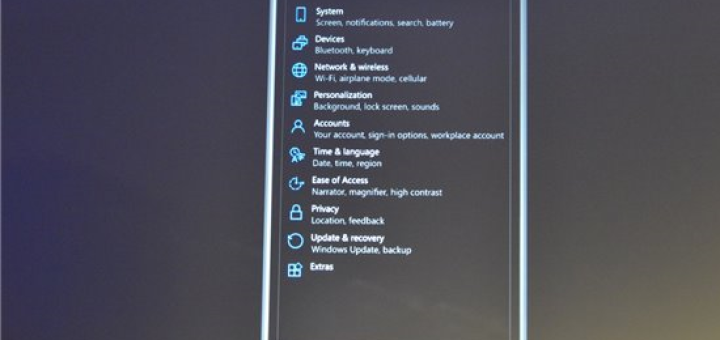 System
Screen, notifications, search, battery
Devices
Bluetooth, keyboard
Network & wireless
Wi-Fi, airplane mode, cellular
Personalization
Background, lock screen, sounds
Accounts
Your account, sign-in options, workplace account
Time & language
Date, time, region
Ease of Access
Narrator, magnifier, high contrast
Privacy
Location, feedback
Update & recovery
Windows Update, backup
Extras